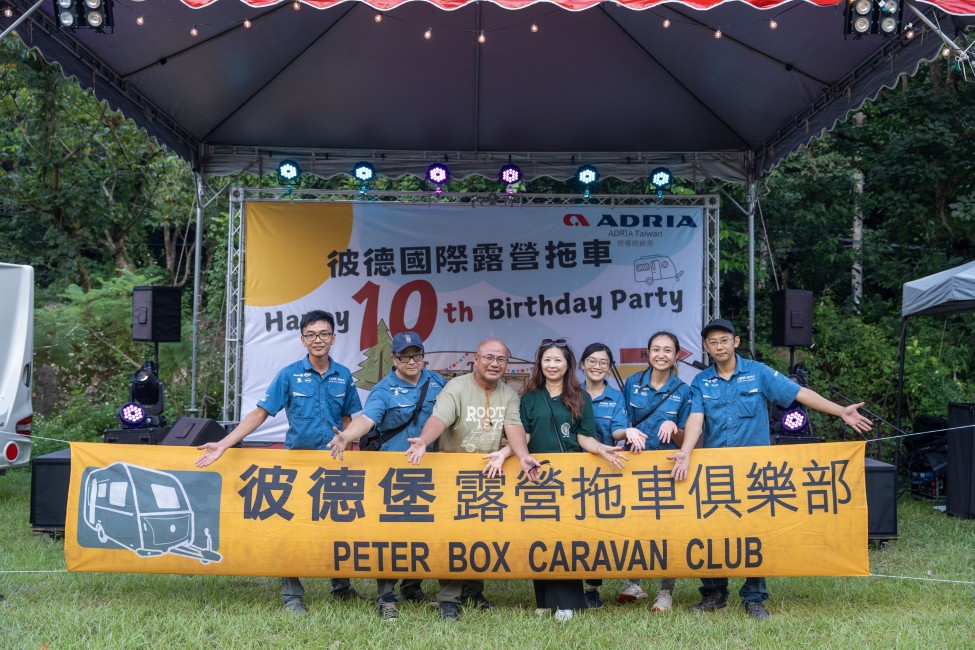 ADRIA
ADRIA Taiwan
彼德國際露營拖車
Happy 10th Birthday Party
ROOTS
彼德堡 露營拖車俱樂部
PETER BOX CARAVAN CLUB